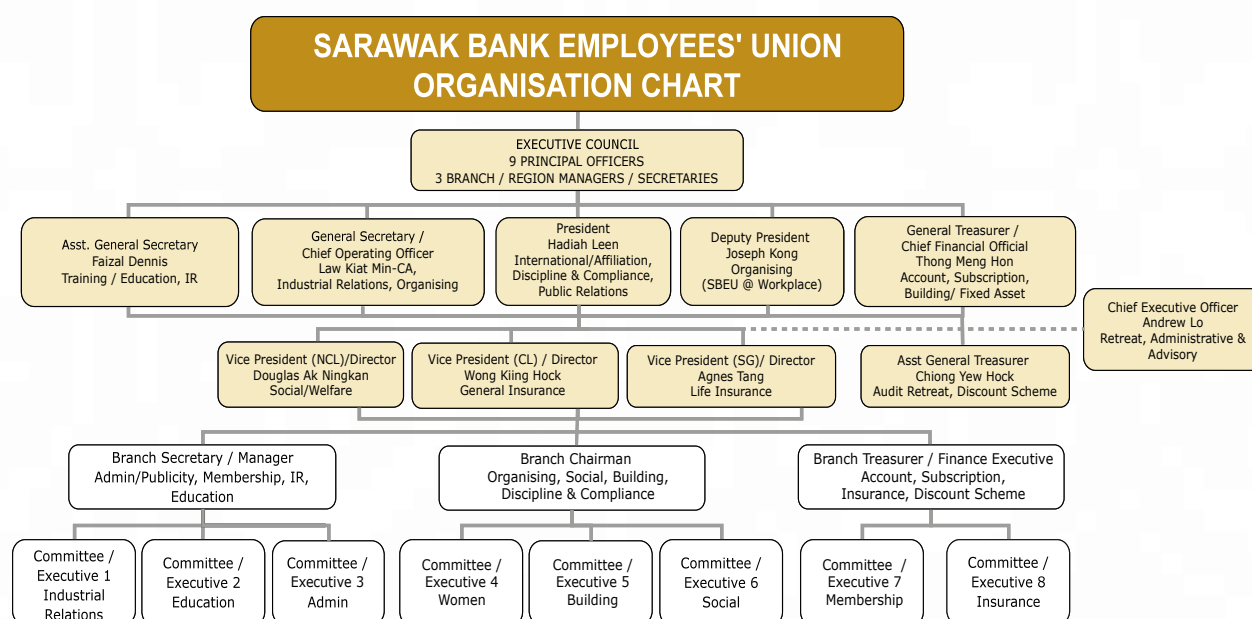 SARAWAK BANK EMPLOYEES' UNION
ORGANISATION CHART
EXECUTIVE COUNCIL
9 PRINCIPAL OFFICERS
3 BRANCH / REGION MANAGERS / SECRETARIES
Asst. General Secretary
Faizal Dennis
Training / Education, IR
General Secretary /
Chief Operating Officer
Law Kiat Min-CA,
Industrial Relations, Organising
President
Hadiah Leen
International/Affiliation,
Discipline & Compliance,
Public Relations
Deputy President
Joseph Kong
Organising
(SBEU @ Workplace)
General Treasurer /
Chief Financial Official
Thong Meng Hon
Account, Subscription,
Building/ Fixed Asset
Chief Executive Officer
Andrew Lo
Retreat, Administrative &
Advisory
Vice President (NCL)/Director
Douglas Ak Ningkan
Social/Welfare
Vice President (CL) / Director
Wong Kiing Hock
General Insurance
Vice President (SG)/ Director
Agnes Tang
Life Insurance
Asst General Treasurer
Chiong Yew Hock
Audit Retreat, Discount Scheme
Branch Secretary / Manager
Admin/Publicity, Membership, IR,
Education
Branch Chairman
Organising, Social, Building,
Discipline & Compliance
Branch Treasurer / Finance Executive
Account, Subscription,
Insurance, Discount Scheme
Committee /
Executive 1
Industrial
Relations
Committee /
Executive 2
Education
Committee /
Executive 3
Admin
Committee /
Executive 4
Women
Committee /
Executive 5
Building
Committee /
Executive 6
Social
Committee /
Executive 7
Membership
Committee /
Executive 8
Insurance